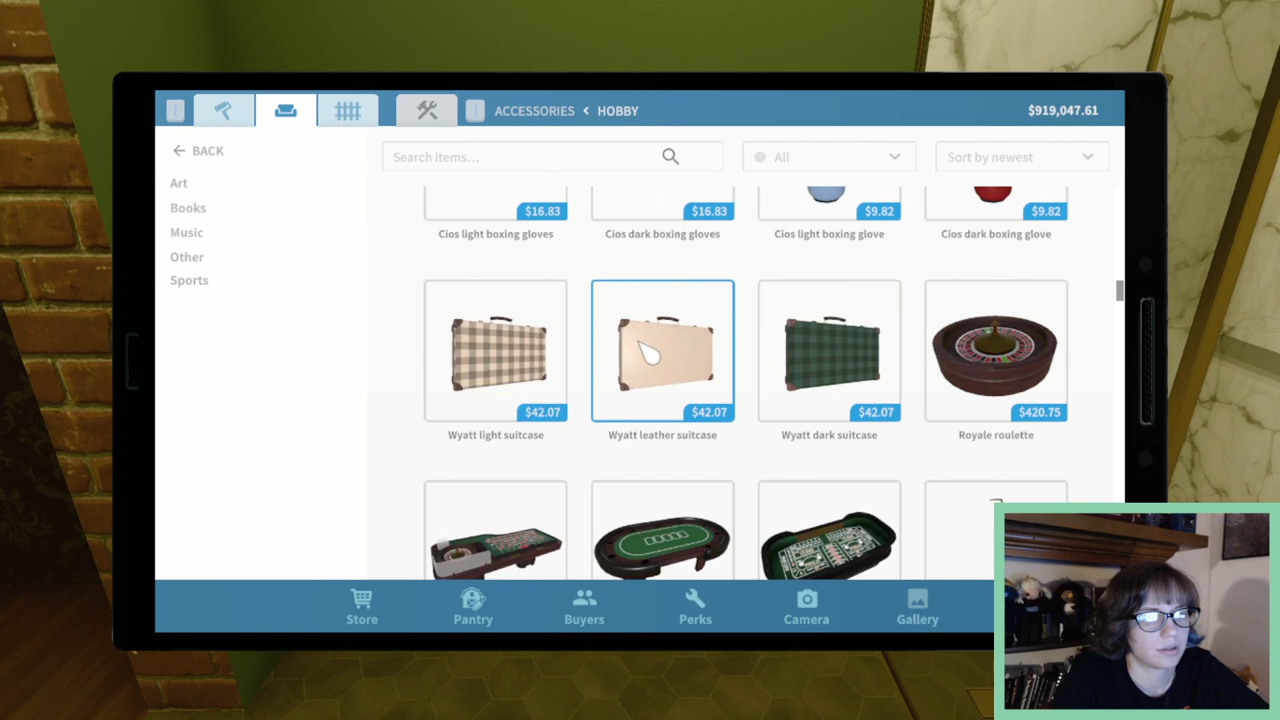 ACCESSORIES < HOBBY
$919,047.61
BACK
Search items...
All
Sort by newest
Art
Books
Music
Other
Sports
$16.83
$16.83
$9.82
$9.82
Cios light boxing gloves
Cios dark boxing gloves
Cios light boxing glove
Cios dark boxing glove
$42.07
$42.07
$42.07
$420.75
Wyatt light suitcase
Wyatt leather suitcase
Wyatt dark suitcase
Royale roulette
Store
Pantry
Buyers
Perks
Camera
Gallery